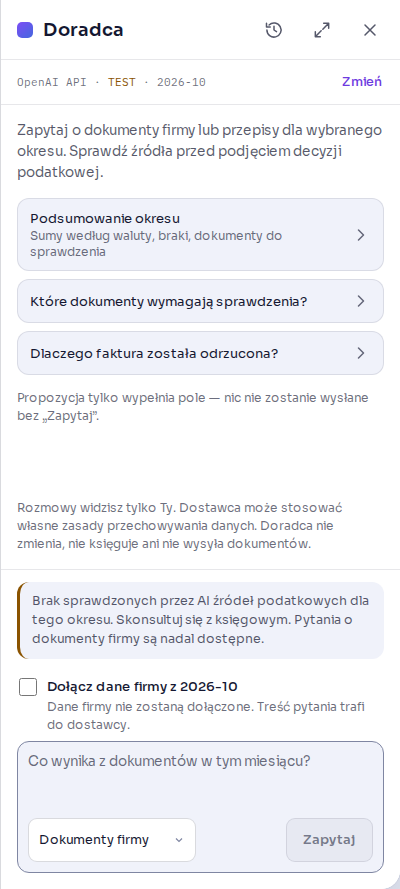 Doradca
OpenAI API · TEST · 2026-10
Zmień
Zapytaj o dokumenty firmy lub przepisy dla wybranego
okresu. Sprawdź źródła przed podjęciem decyzji
podatkowej.
Podsumowanie okresu
Sumy według waluty, braki, dokumenty do
sprawdzenia
Które dokumenty wymagają sprawdzenia?
Dlaczego faktura została odrzucona?
Propozycja tylko wypełnia pole — nic nie zostanie wysłane
bez „Zapytaj”.
Rozmowy widzisz tylko Ty. Dostawca może stosować
własne zasady przechowywania danych. Doradca nie
zmienia, nie księguje ani nie wysyła dokumentów.
Brak sprawdzonych przez AI źródeł podatkowych dla
tego okresu. Skonsultuj się z księgowym. Pytania o
dokumenty firmy są nadal dostępne.
Dołącz dane firmy z 2026-10
Dane firmy nie zostaną dołączone. Treść pytania trafi
do dostawcy.
Co wynika z dokumentów w tym miesiącu?
Dokumenty firmy
Zapytaj